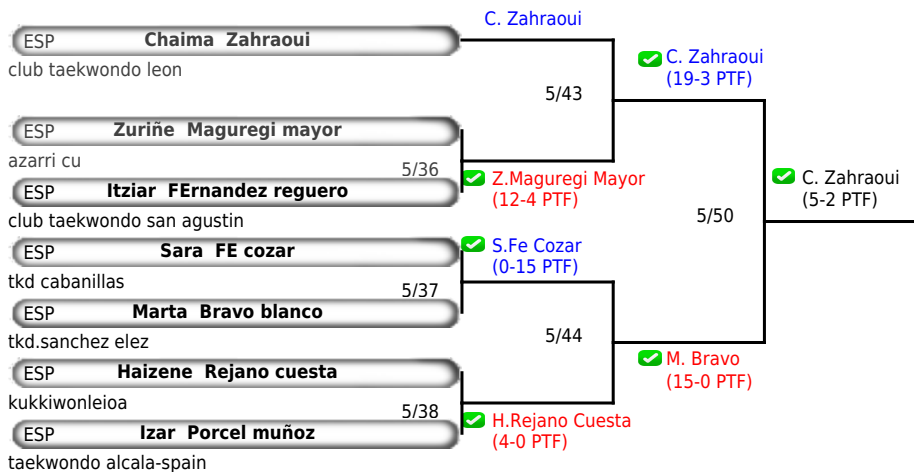 C. Zahraoui
ESP Chaima Zahraoui
club taekwondo leon
C. Zahraoui
(19-3 PTF)
5/43
ESP Zuriñe Maguregi mayor
azarri cu
5/36
Z.Maguregi Mayor
(12-4 PTF)
ESP Itziar FErnandez reguero
club taekwondo san agustin
C. Zahraoui
(5-2 PTF)
5/50
ESP Sara FE cozar
tkd cabanillas
S.Fe Cozar
(0-15 PTF)
5/37
ESP Marta Bravo blanco
tkd.sanchez elez
5/44
M. Bravo
(15-0 PTF)
ESP Haizene Rejano cuesta
kukkiwonleioa
5/38
H.Rejano Cuesta
(4-0 PTF)
ESP Izar Porcel muñoz
taekwondo alcala-spain